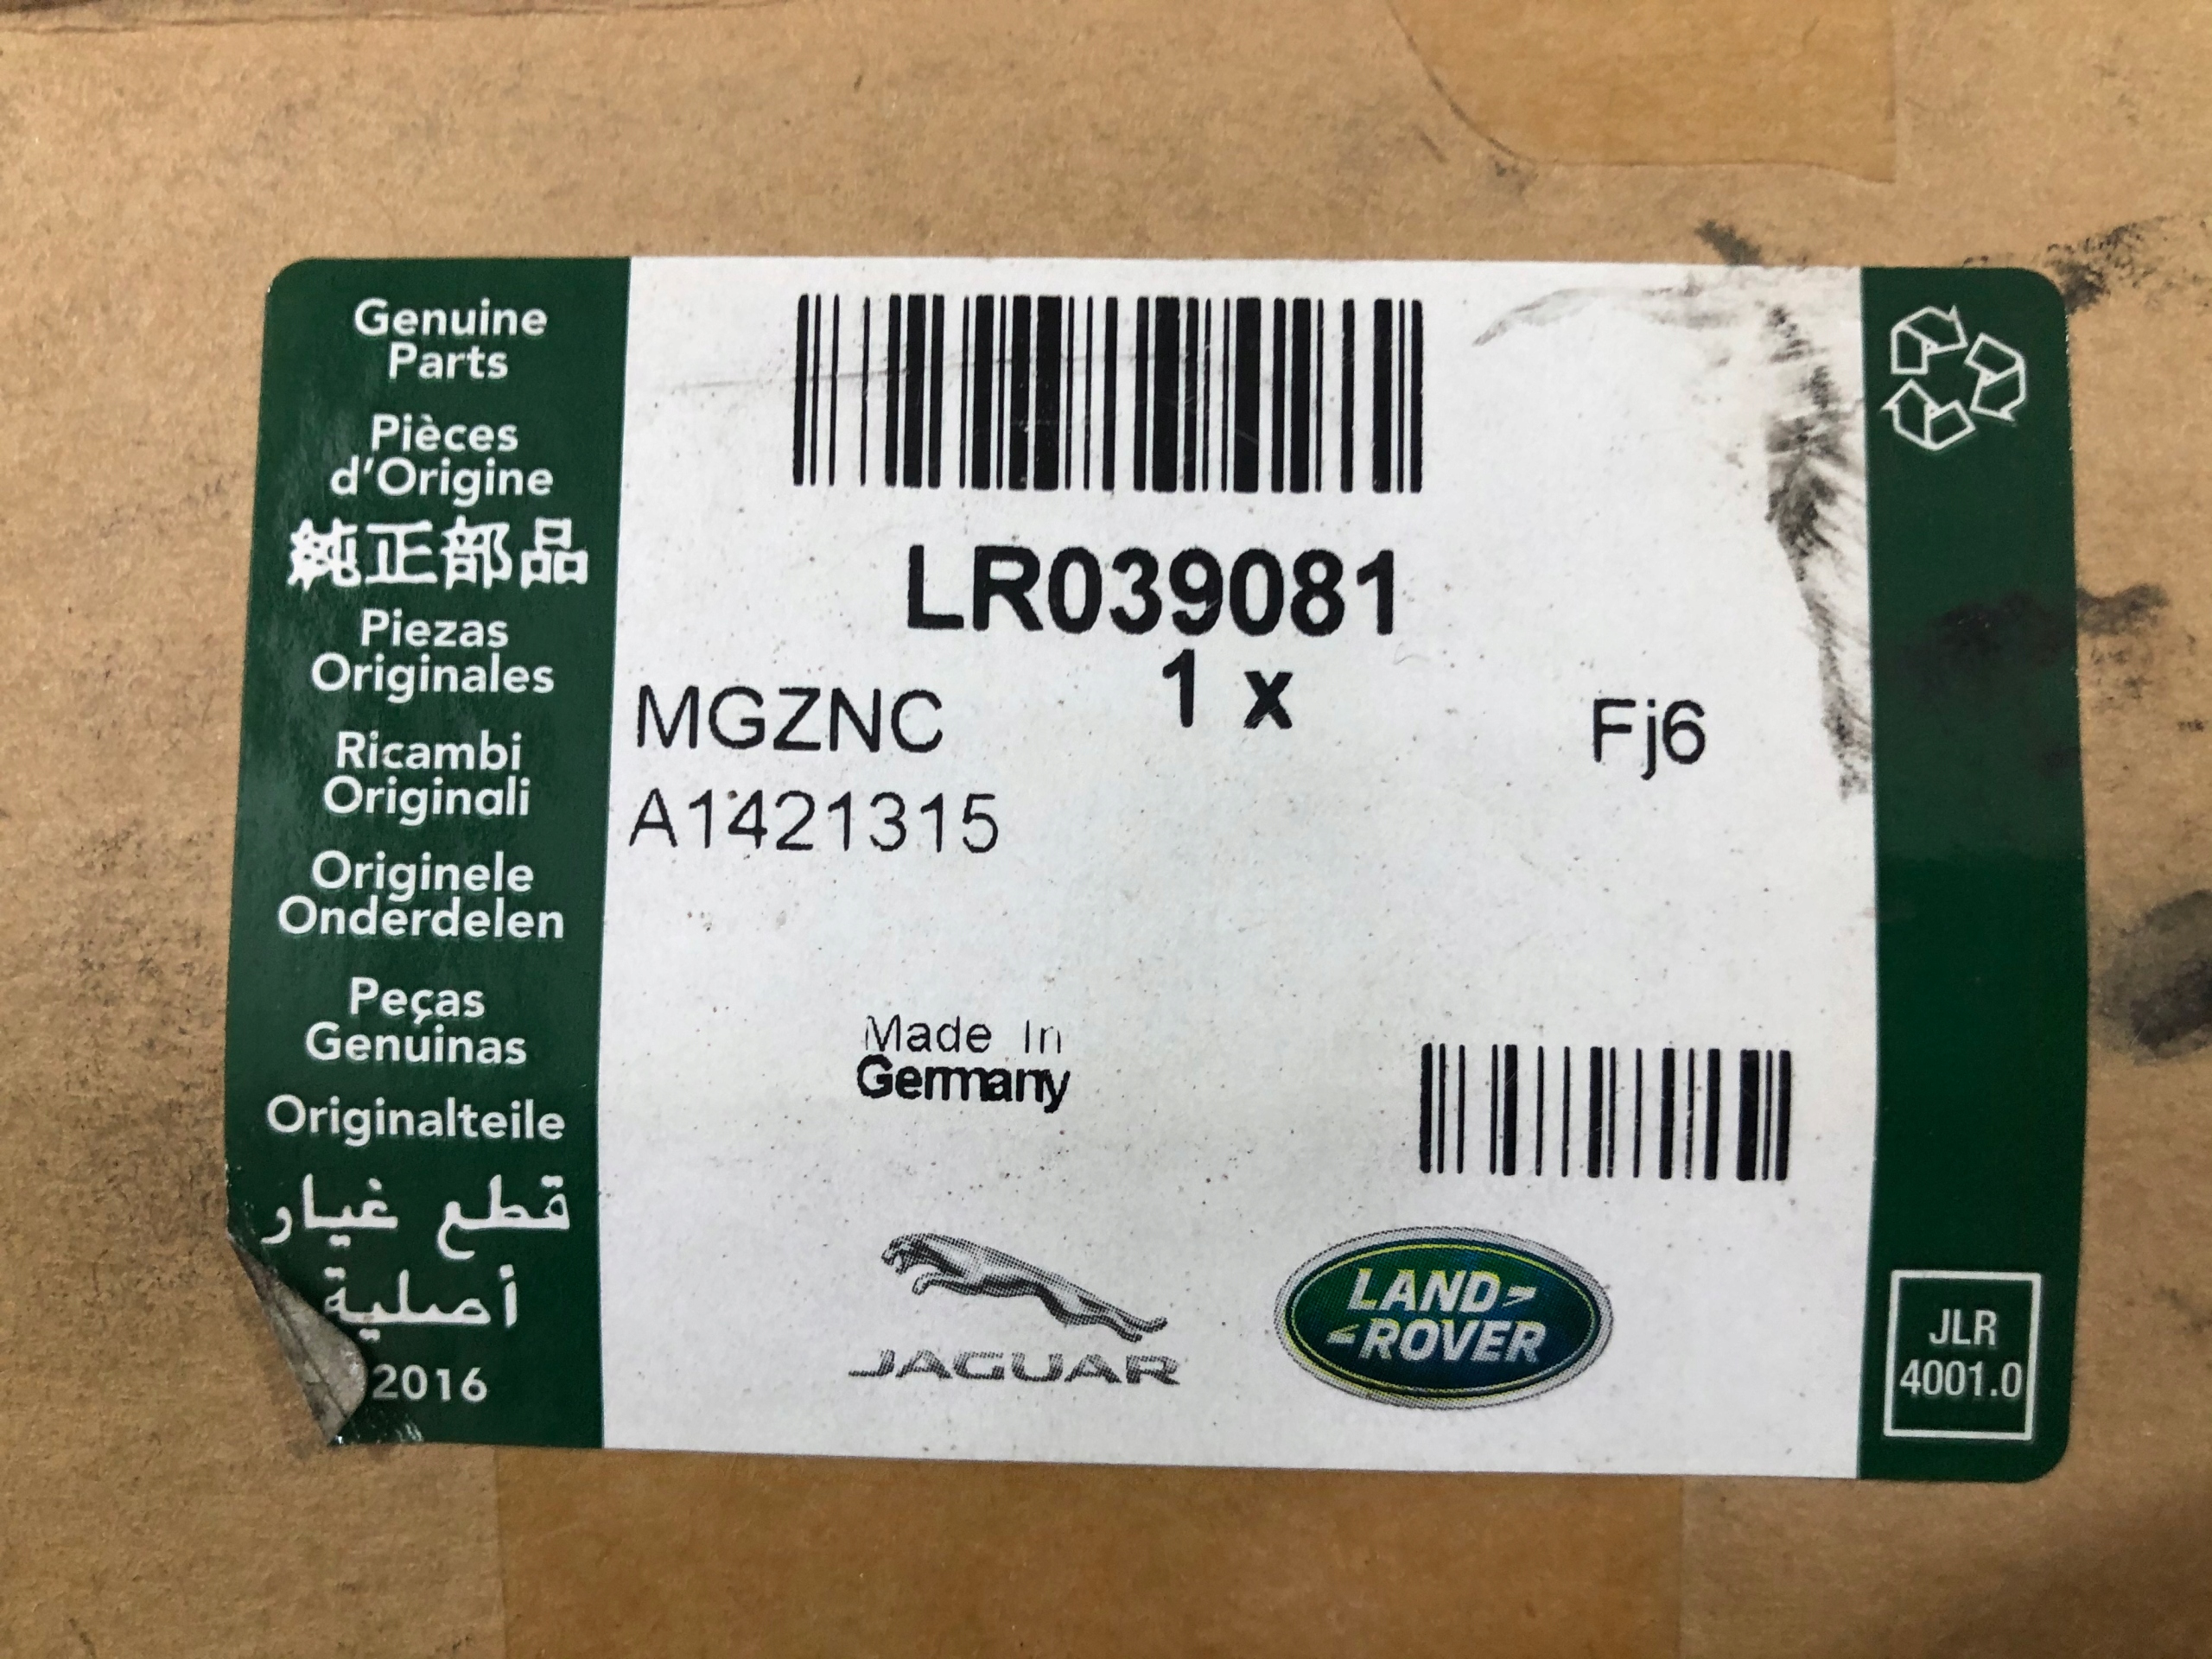 Genuine
Parts
Pièces
d'Origine
純正部品
Piezas
Originales
Ricambi
Originali
Originele
Onderdelen
Peças
Genuinas
Originalteile
قطع غيار
أصلية
2016
LR039081
1 x
MGZNC
Fj6
A1421315
Made In
Germany
JAGUAR
LAND-
-ROVER
JLR
4001.0